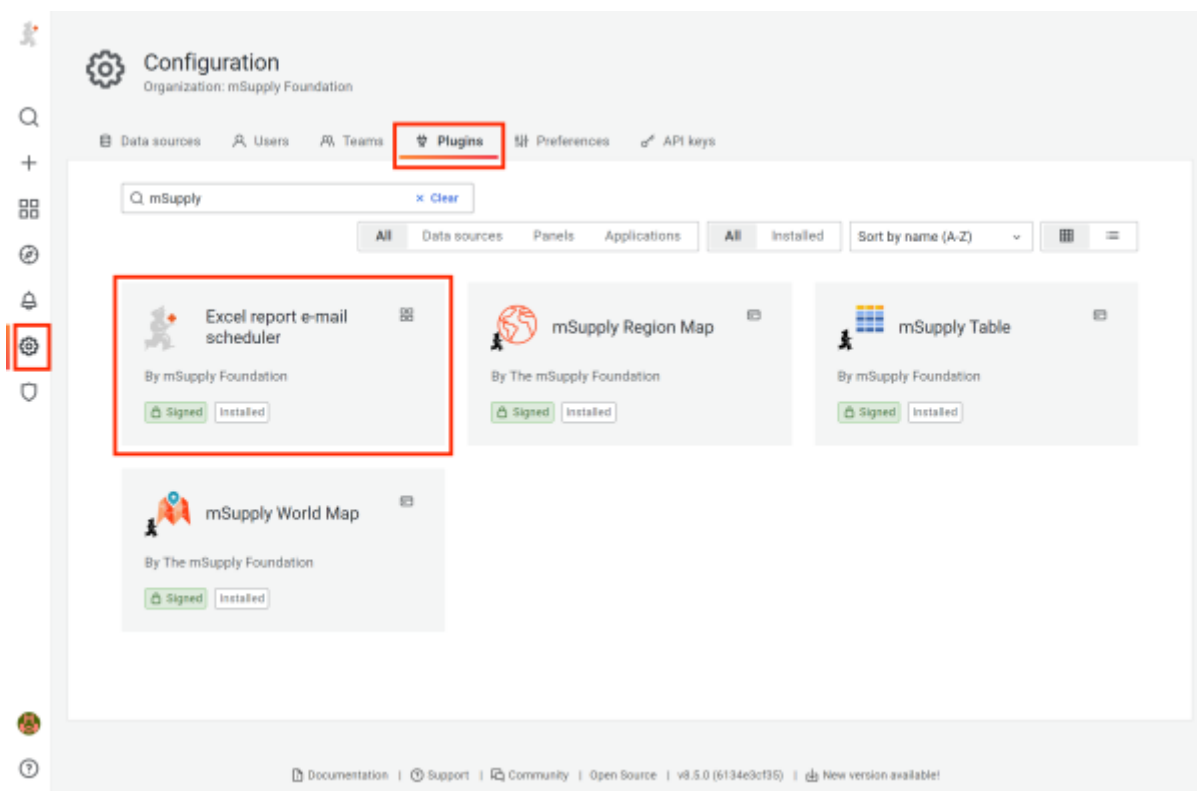 Configuration
Organization: mSupply Foundation
Data sources Users Teams Plugins Preferences API keys
mSupply × Clear
All Data sources Panels Applications All Installed Sort by name (A-Z)
Excel report e-mail
scheduler
By mSupply Foundation
Signed Installed
mSupply Region Map
By The mSupply Foundation
Signed Installed
mSupply Table
By mSupply Foundation
Signed Installed
mSupply World Map
By The mSupply Foundation
Signed Installed
Documentation | Support | Community | Open Source | v8.5.0 (6134e3cf35) | New version available!